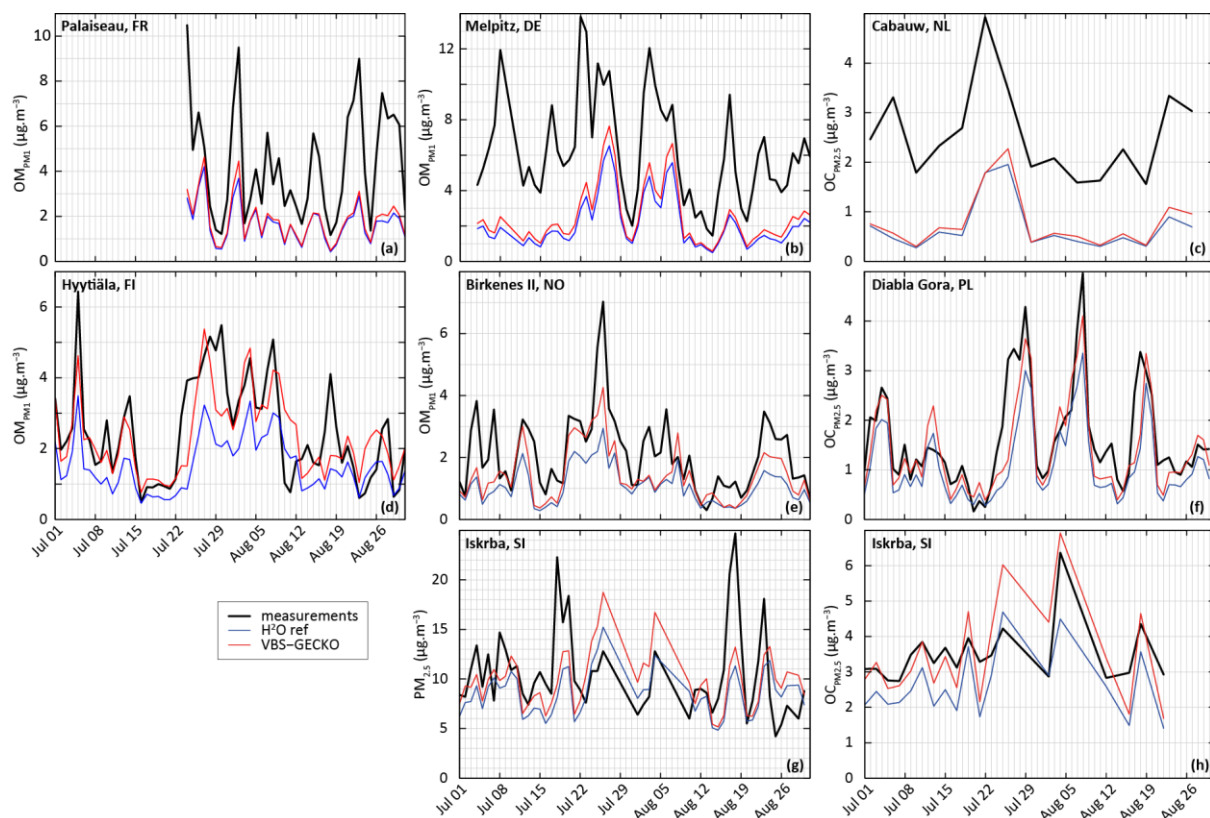 Palaiseau, FR
OM_PM1 (µg.m⁻³)
10
8
6
4
2
0
(a)
Melpitz, DE
OM_PM1 (µg.m⁻³)
12
8
4
0
(b)
Cabauw, NL
OC_PM2.5 (µg.m⁻³)
4
3
2
1
0
(c)
Hyytiälä, FI
OM_PM1 (µg.m⁻³)
6
4
2
0
(d)
Jul 01
Jul 08
Jul 15
Jul 22
Jul 29
Aug 05
Aug 12
Aug 19
Aug 26
Birkenes II, NO
OM_PM1 (µg.m⁻³)
6
4
2
0
(e)
Diabla Gora, PL
OC_PM2.5 (µg.m⁻³)
4
3
2
1
0
(f)
measurements
H²O ref
VBS–GECKO
Iskrba, SI
PM_2.5 (µg.m⁻³)
20
15
10
5
0
(g)
Jul 01
Jul 08
Jul 15
Jul 22
Jul 29
Aug 05
Aug 12
Aug 19
Aug 26
Iskrba, SI
OC_PM2.5 (µg.m⁻³)
7
6
5
4
3
2
1
0
(h)
Jul 01
Jul 08
Jul 15
Jul 22
Jul 29
Aug 05
Aug 12
Aug 19
Aug 26